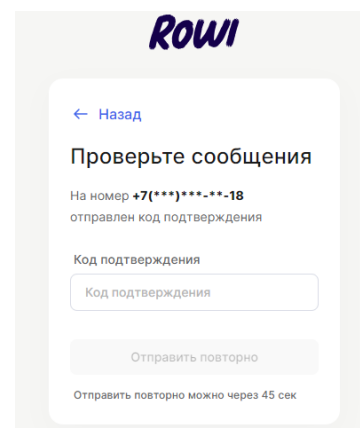 Rowi
← Назад
Проверьте сообщения
На номер +7(***)***-**-18
отправлен код подтверждения
Код подтверждения
Код подтверждения
Отправить повторно
Отправить повторно можно через 45 сек